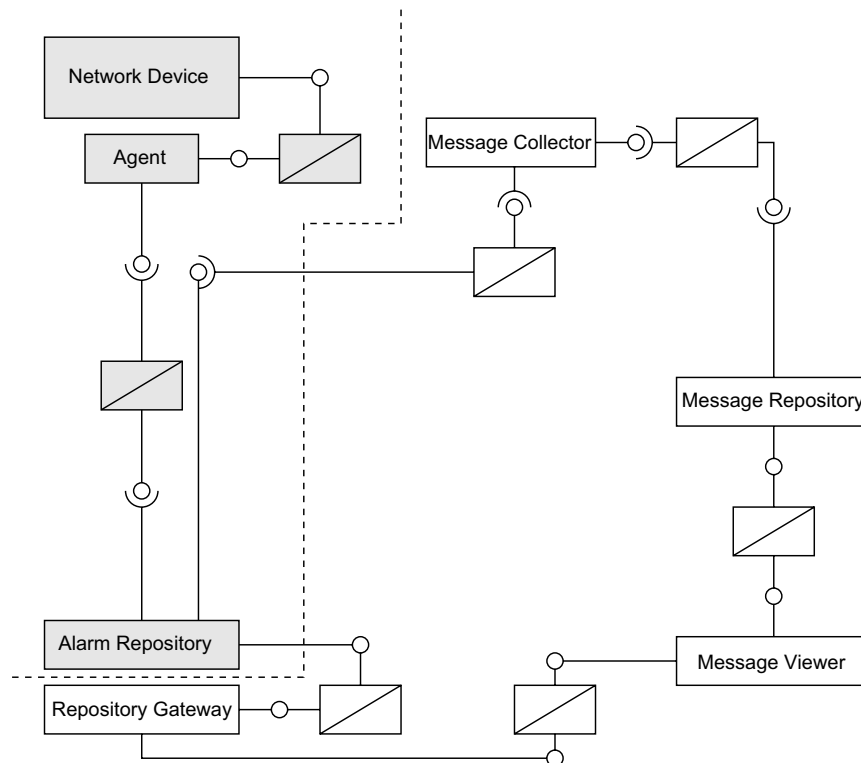 Network Device
Agent
Message Collector
Message Repository
Alarm Repository
Message Viewer
Repository Gateway